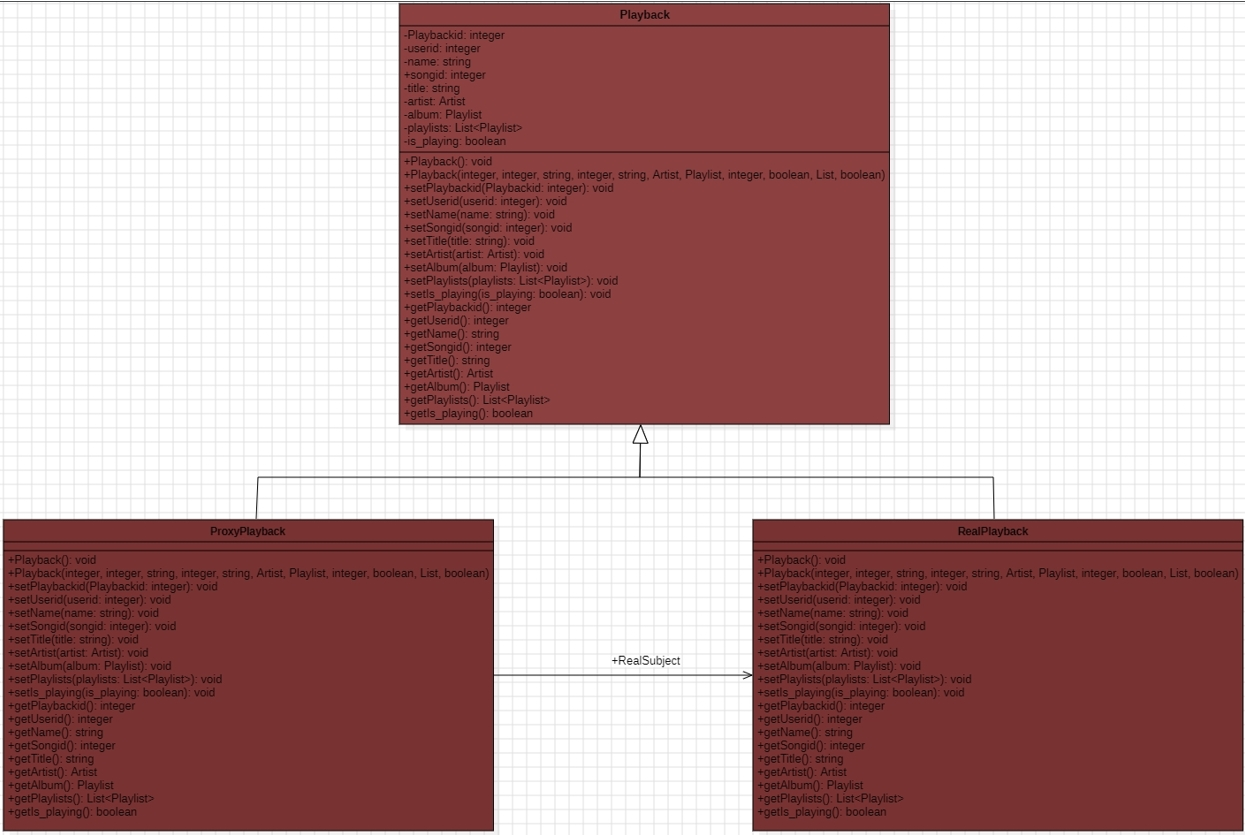 Playback
-Playbackid: integer
-userid: integer
-name: string
+songid: integer
-title: string
-artist: Artist
-album: Playlist
-playlists: List<Playlist>
-is_playing: boolean
+Playback(): void
+Playback(integer, integer, string, integer, string, Artist, Playlist, integer, boolean, List, boolean)
+setPlaybackid(Playbackid: integer): void
+setUserid(userid: integer): void
+setName(name: string): void
+setSongid(songid: integer): void
+setTitle(title: string): void
+setArtist(artist: Artist): void
+setAlbum(album: Playlist): void
+setPlaylists(playlists: List<Playlist>): void
+setIs_playing(is_playing: boolean): void
+getPlaybackid(): integer
+getUserid(): integer
+getName(): string
+getSongid(): integer
+getTitle(): string
+getArtist(): Artist
+getAlbum(): Playlist
+getPlaylists(): List<Playlist>
+getIs_playing(): boolean
ProxyPlayback
+Playback(): void
+Playback(integer, integer, string, integer, string, Artist, Playlist, integer, boolean, List, boolean)
+setPlaybackid(Playbackid: integer): void
+setUserid(userid: integer): void
+setName(name: string): void
+setSongid(songid: integer): void
+setTitle(title: string): void
+setArtist(artist: Artist): void
+setAlbum(album: Playlist): void
+setPlaylists(playlists: List<Playlist>): void
+setIs_playing(is_playing: boolean): void
+getPlaybackid(): integer
+getUserid(): integer
+getName(): string
+getSongid(): integer
+getTitle(): string
+getArtist(): Artist
+getAlbum(): Playlist
+getPlaylists(): List<Playlist>
+getIs_playing(): boolean
+RealSubject
RealPlayback
+Playback(): void
+Playback(integer, integer, string, integer, string, Artist, Playlist, integer, boolean, List, boolean)
+setPlaybackid(Playbackid: integer): void
+setUserid(userid: integer): void
+setName(name: string): void
+setSongid(songid: integer): void
+setTitle(title: string): void
+setArtist(artist: Artist): void
+setAlbum(album: Playlist): void
+setPlaylists(playlists: List<Playlist>): void
+setIs_playing(is_playing: boolean): void
+getPlaybackid(): integer
+getUserid(): integer
+getName(): string
+getSongid(): integer
+getTitle(): string
+getArtist(): Artist
+getAlbum(): Playlist
+getPlaylists(): List<Playlist>
+getIs_playing(): boolean